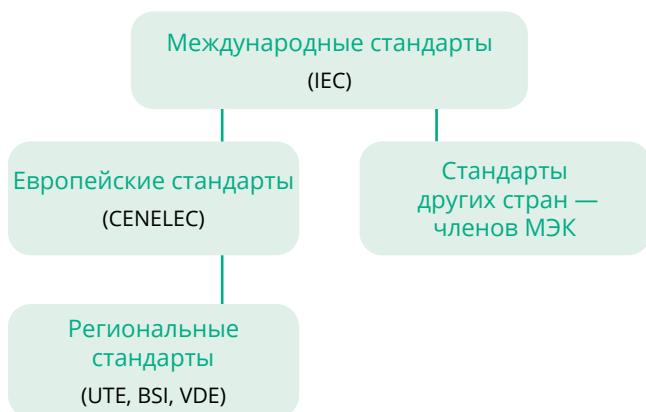 Международные стандарты
(IEC)
Европейские стандарты
(CENELEC)
Стандарты
других стран —
членов МЭК
Региональные
стандарты
(UTE, BSI, VDE)